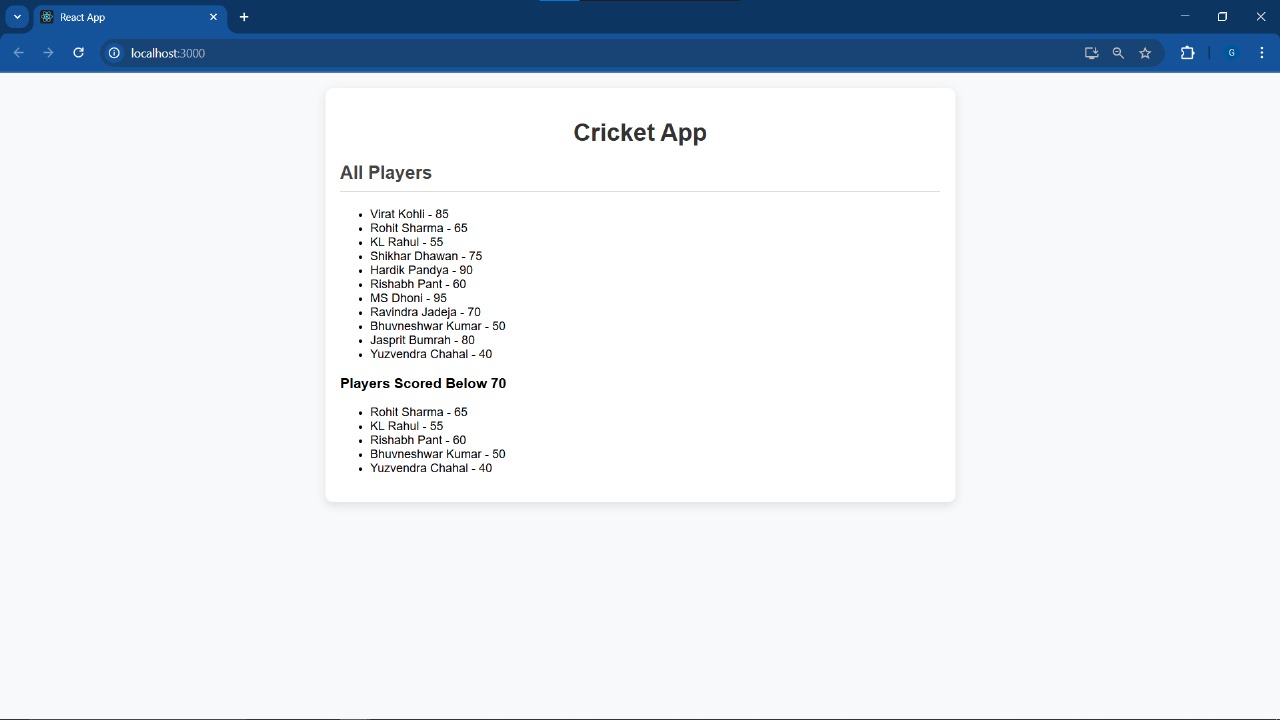 React App
localhost:3000
G
Cricket App
All Players
Virat Kohli - 85
Rohit Sharma - 65
KL Rahul - 55
Shikhar Dhawan - 75
Hardik Pandya - 90
Rishabh Pant - 60
MS Dhoni - 95
Ravindra Jadeja - 70
Bhuvneshwar Kumar - 50
Jasprit Bumrah - 80
Yuzvendra Chahal - 40
Players Scored Below 70
Rohit Sharma - 65
KL Rahul - 55
Rishabh Pant - 60
Bhuvneshwar Kumar - 50
Yuzvendra Chahal - 40